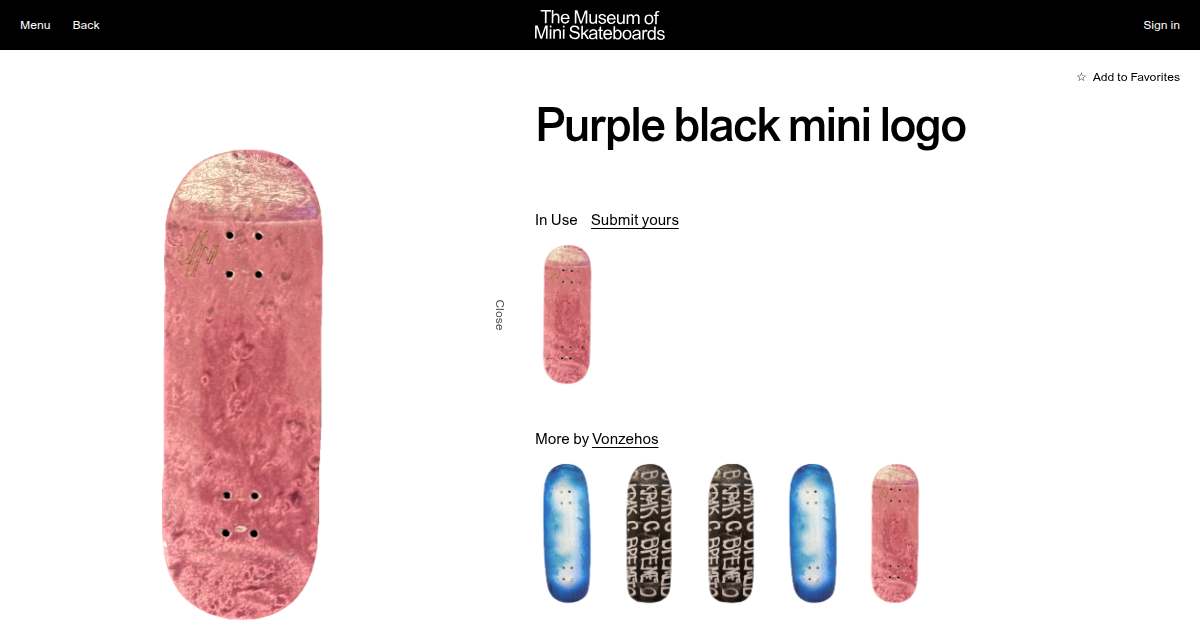 Menu
Back
The Museum of
Mini Skateboards
Sign in
☆ Add to Favorites
Purple black mini logo
In Use
Submit yours
Close
More by Vonzehos